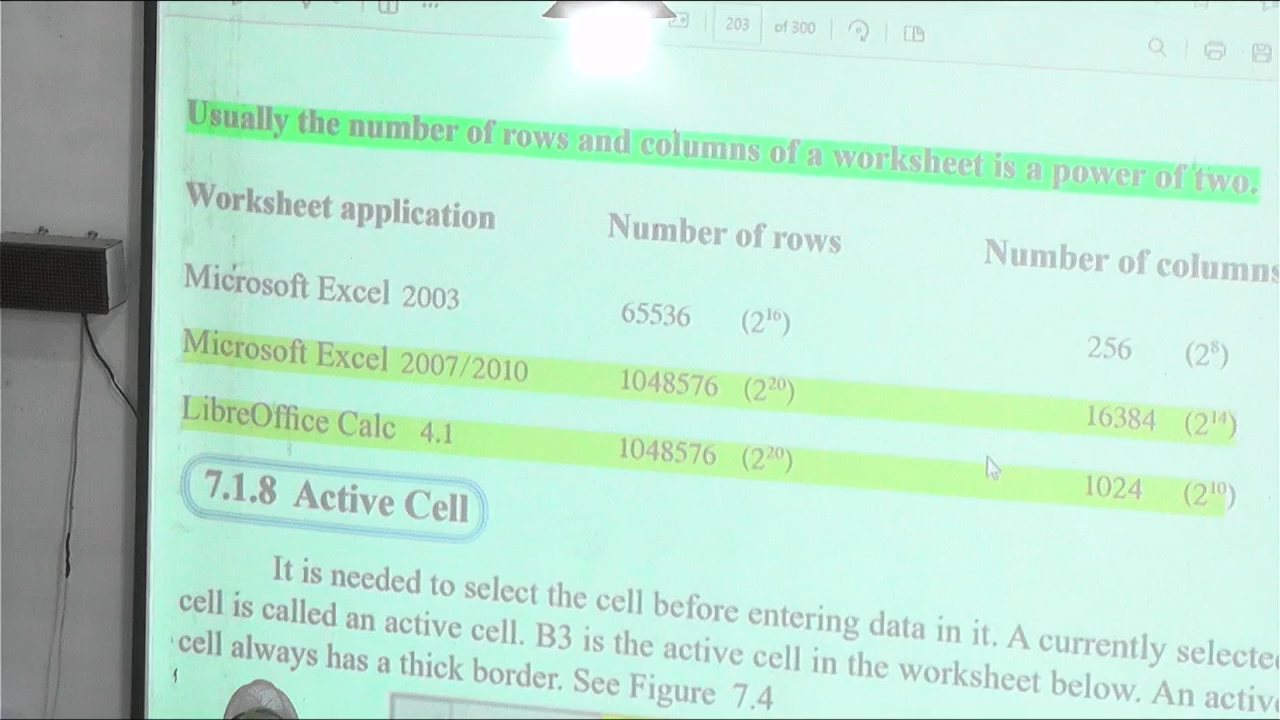 203 of 300
Usually the number of rows and columns of a worksheet is a power of two.
Worksheet application Number of rows Number of columns
Microsoft Excel 2003 65536 (2¹⁶) 256 (2⁸)
Microsoft Excel 2007/2010 1048576 (2²⁰) 16384 (2¹⁴)
LibreOffice Calc 4.1 1048576 (2²⁰) 1024 (2¹⁰)
7.1.8 Active Cell
It is needed to select the cell before entering data in it. A currently selecte
cell is called an active cell. B3 is the active cell in the worksheet below. An activ
cell always has a thick border. See Figure 7.4